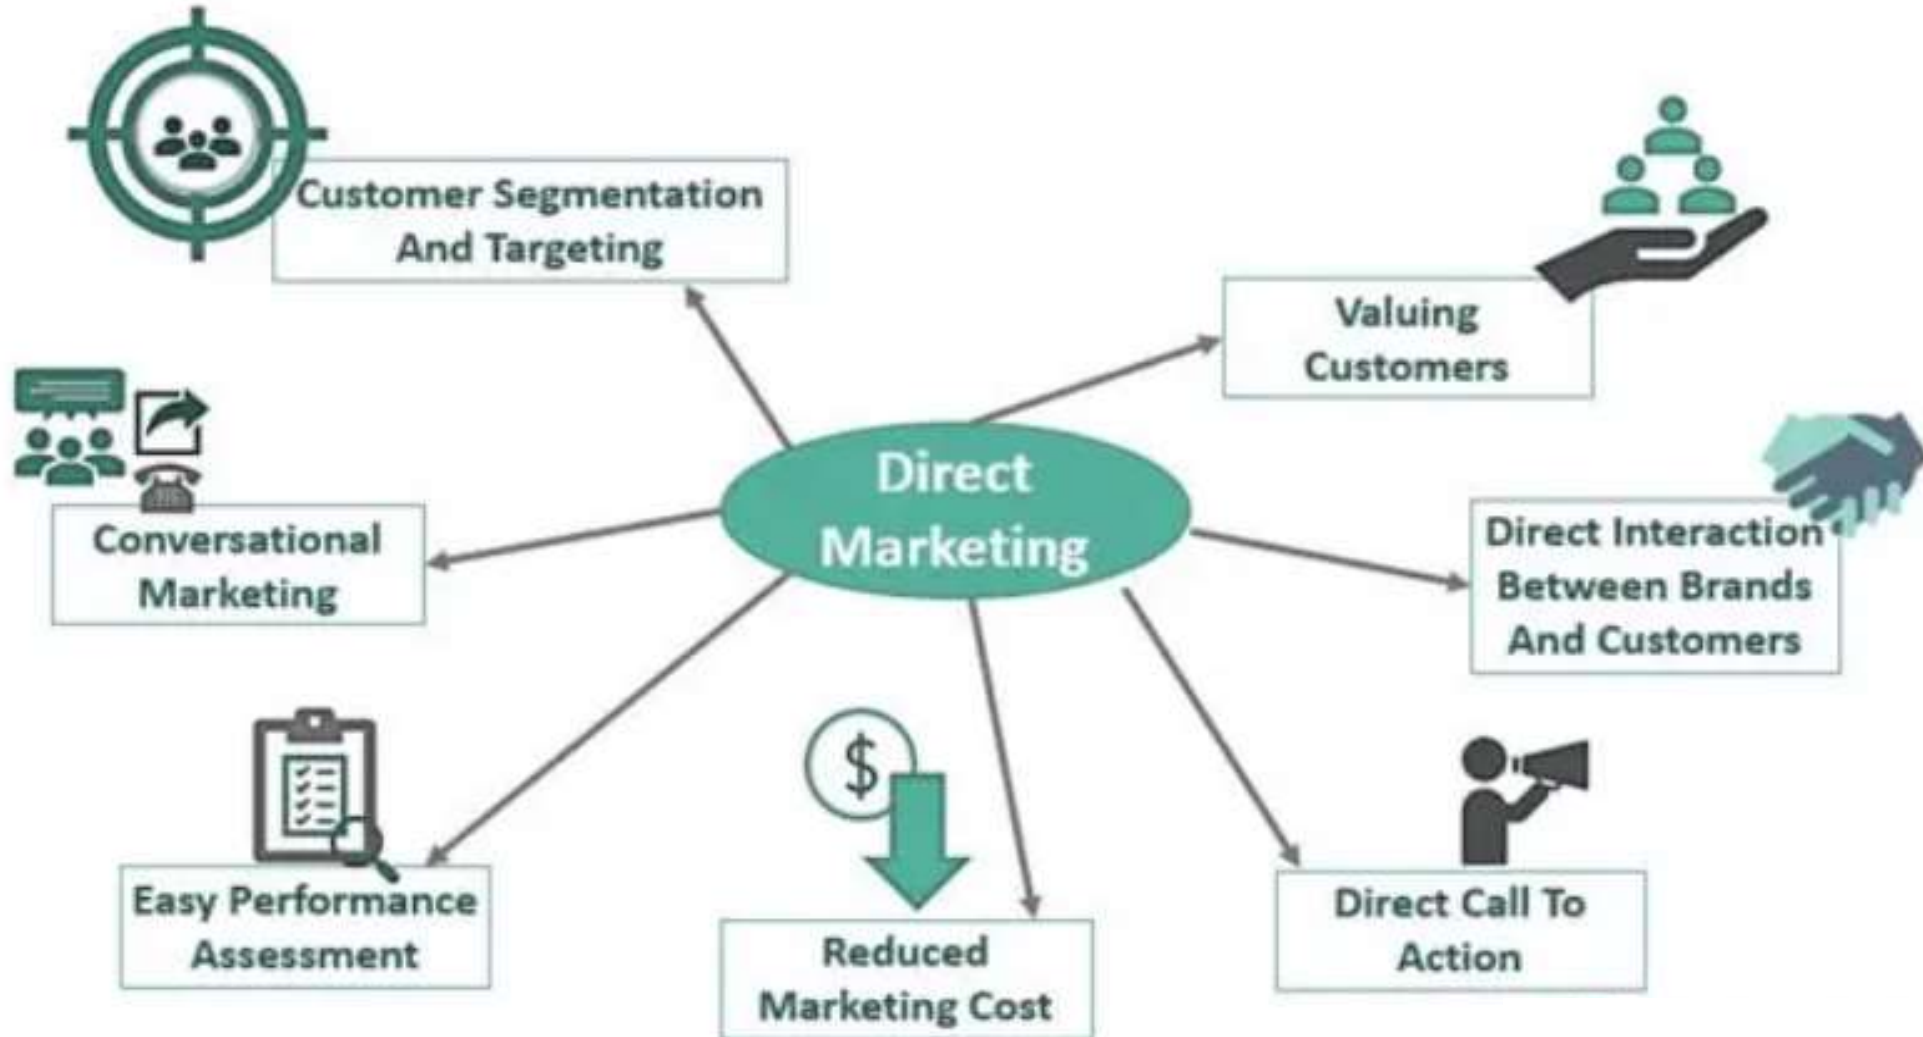 Customer Segmentation
And Targeting
Valuing
Customers
Direct
Marketing
Conversational
Marketing
Direct Interaction
Between Brands
And Customers
$
Easy Performance
Assessment
Reduced
Marketing Cost
Direct Call To
Action